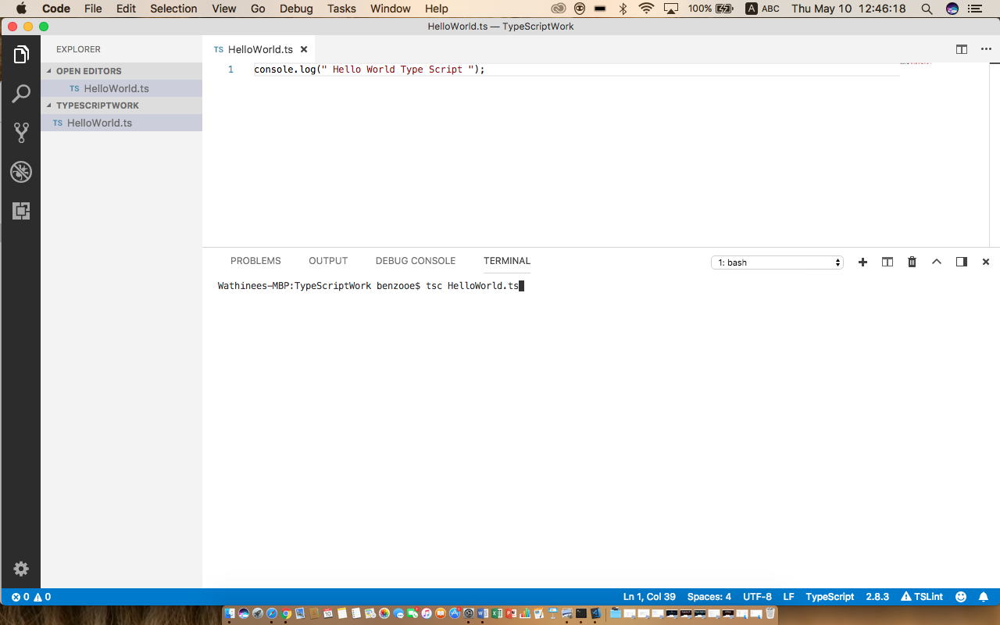 Code File Edit Selection View Go Debug Tasks Window Help 100% A ABC Thu May 10 12:46:18
HelloWorld.ts — TypeScriptWork
EXPLORER
TS HelloWorld.ts
OPEN EDITORS
TS HelloWorld.ts
TYPESCRIPTWORK
TS HelloWorld.ts
1 console.log(" Hello World Type Script ");
PROBLEMS OUTPUT DEBUG CONSOLE TERMINAL 1: bash
Wathinees-MBP:TypeScriptWork benzooe$ tsc HelloWorld.ts
0 0 Ln 1, Col 39 Spaces: 4 UTF-8 LF TypeScript 2.8.3 TSLint